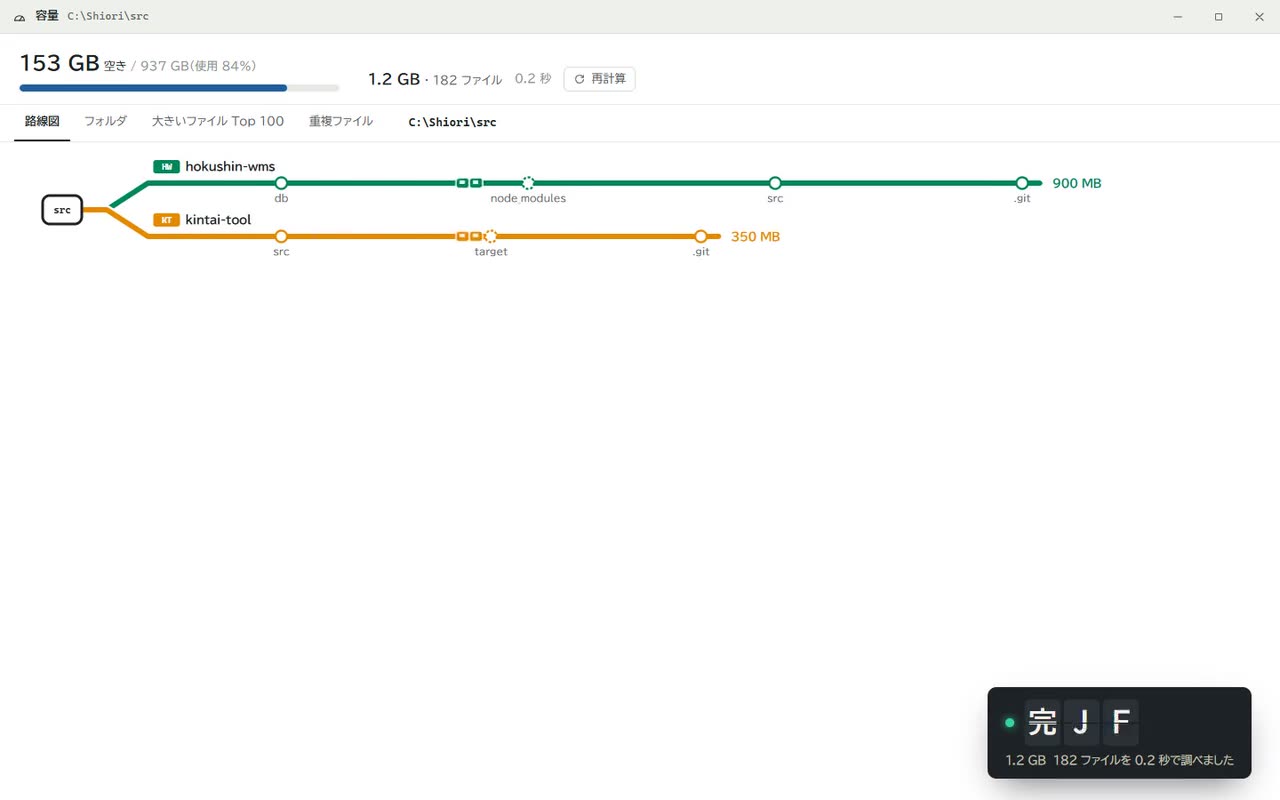 容量 C:\Shiori\src
153 GB 空き / 937 GB(使用 84%)
1.2 GB · 182 ファイル 0.2 秒 再計算
路線図 フォルダ 大きいファイル Top 100 重複ファイル C:\Shiori\src
HW hokushin-wms
900 MB
db node_modules src .git
src
KT kintai-tool
350 MB
src target .git
完 J F
1.2 GB 182 ファイルを 0.2 秒で調べました